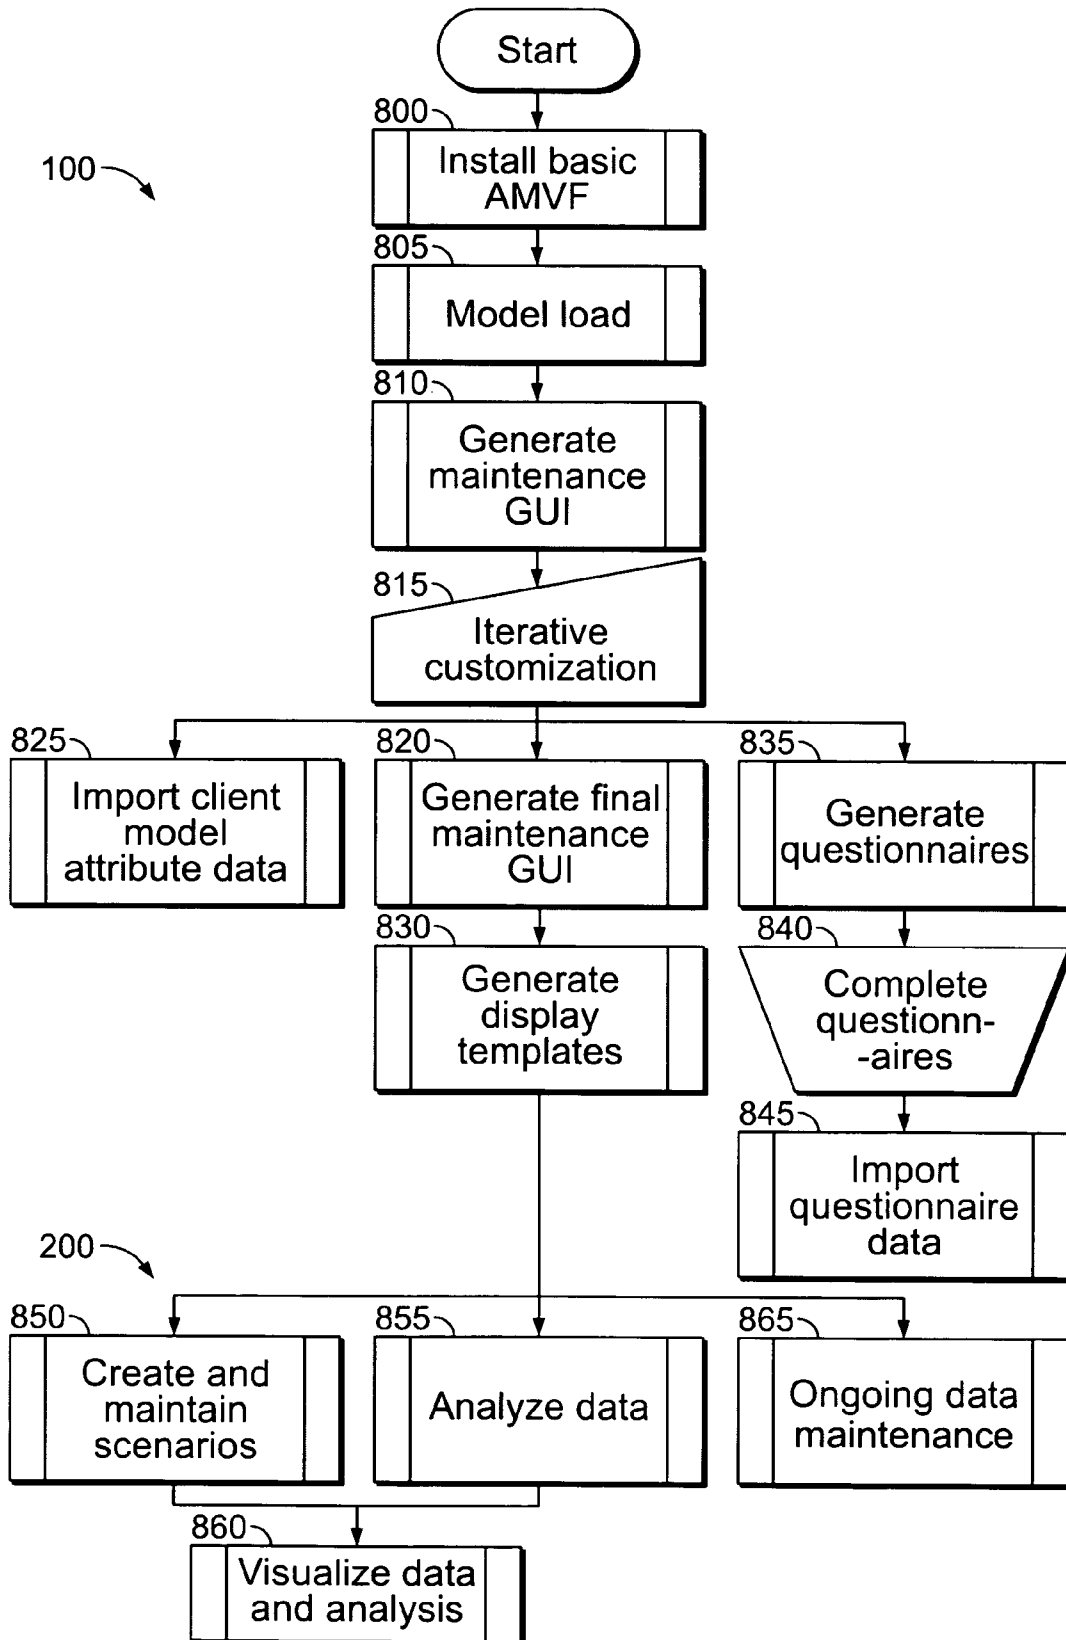 Start
800
Install basic
AMVF
100
805
Model load
810
Generate
maintenance
GUI
815
Iterative
customization
825
Import client
model
attribute data
820
Generate final
maintenance
GUI
835
Generate
questionnaires
830
Generate
display
templates
840
Complete
questionn-
-aires
845
Import
questionnaire
data
200
850
Create and
maintain
scenarios
855
Analyze data
865
Ongoing data
maintenance
860
Visualize data
and analysis